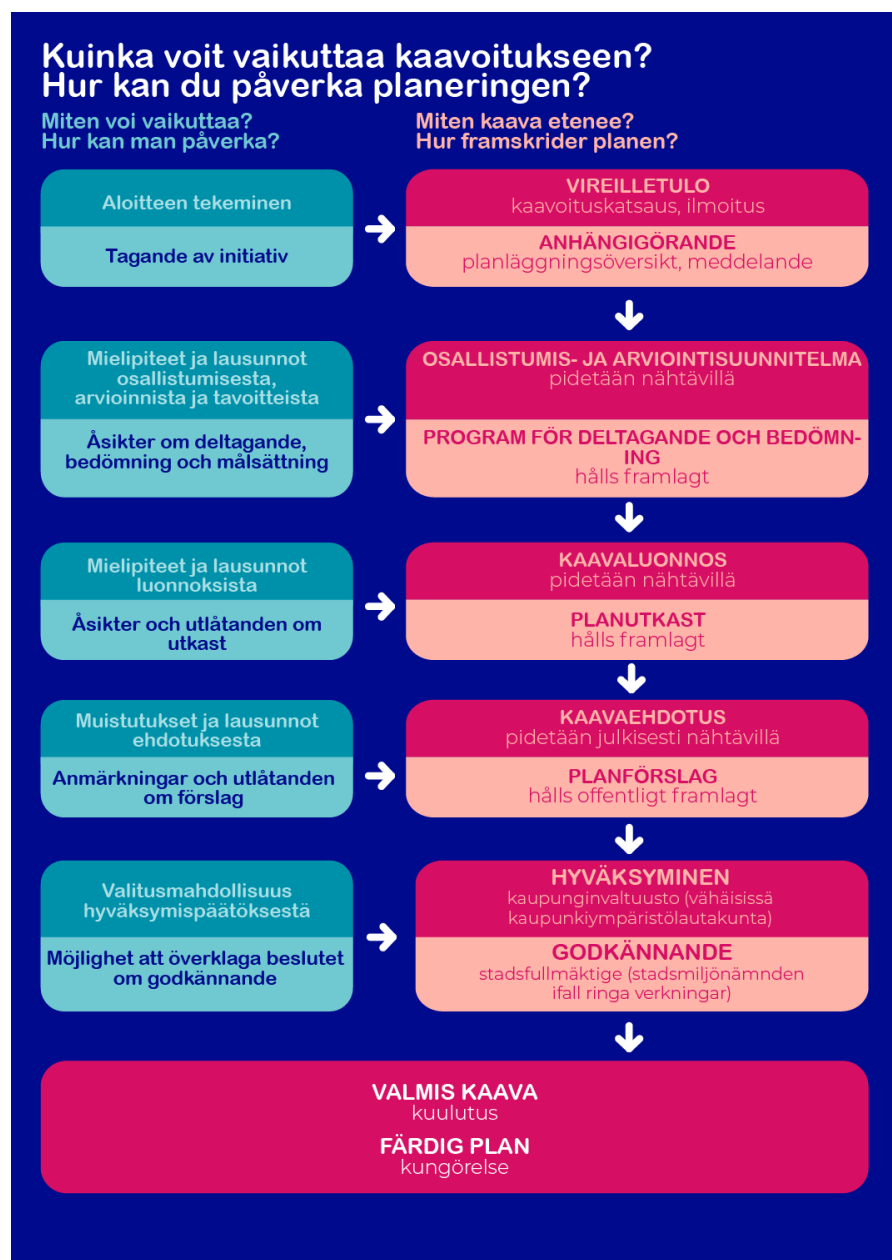 Kuinka voit vaikuttaa kaavoitukseen?
Hur kan du påverka planeringen?
Miten voi vaikuttaa?
Hur kan man påverka?
Miten kaava etenee?
Hur framskrider planen?
Aloitteen tekeminen
Tagande av initiativ
VIREILLETULO
kaavoituskatsaus, ilmoitus
ANHÄNGIGÖRANDE
planläggningsöversikt, meddelande
Mielipiteet ja lausunnot
osallistumisesta,
arvioinnista ja tavoitteista
Åsikter om deltagande,
bedömning och målsättning
OSALLISTUMIS- JA ARVIOINTISUUNNITELMA
pidetään nähtävillä
PROGRAM FÖR DELTAGANDE OCH BEDÖMN-
ING
hålls framlagt
Mielipiteet ja lausunnot
luonnoksista
Åsikter och utlåtanden om
utkast
KAAVALUONNOS
pidetään nähtävillä
PLANUTKAST
hålls framlagt
Muistutukset ja lausunnot
ehdotuksesta
Anmärkningar och utlåtanden
om förslag
KAAVAEHDOTUS
pidetään julkisesti nähtävillä
PLANFÖRSLAG
hålls offentligt framlagt
Valitusmahdollisuus
hyväksymispäätöksestä
Möjlighet att överklaga beslutet
om godkännande
HYVÄKSYMINEN
kaupunginvaltuusto (vähäisissä
kaupunkiympäristölautakunta)
GODKÄNNANDE
stadsfullmäktige (stadsmiljönämnden
ifall ringa verkningar)
VALMIS KAAVA
kuulutus
FÄRDIG PLAN
kungörelse